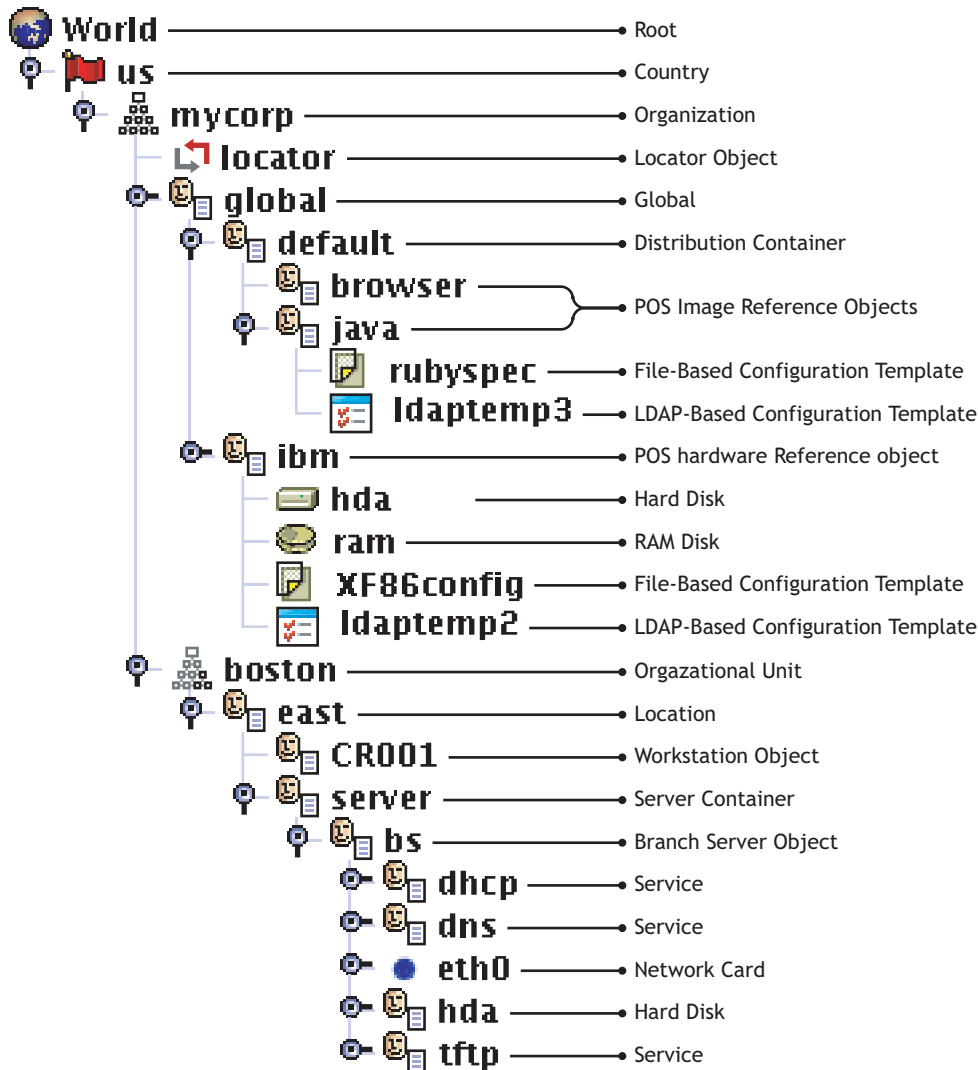 World Root
us Country
mycorp Organization
locator Locator Object
global Global
default Distribution Container
browser
POS Image Reference Objects
java
rubyspec File-Based Configuration Template
ldaptemp3 LDAP-Based Configuration Template
ibm POS hardware Reference object
hda Hard Disk
ram RAM Disk
XF86config File-Based Configuration Template
ldaptemp2 LDAP-Based Configuration Template
boston Orgazational Unit
east Location
CR001 Workstation Object
server Server Container
bs Branch Server Object
dhcp Service
dns Service
eth0 Network Card
hda Hard Disk
tftp Service